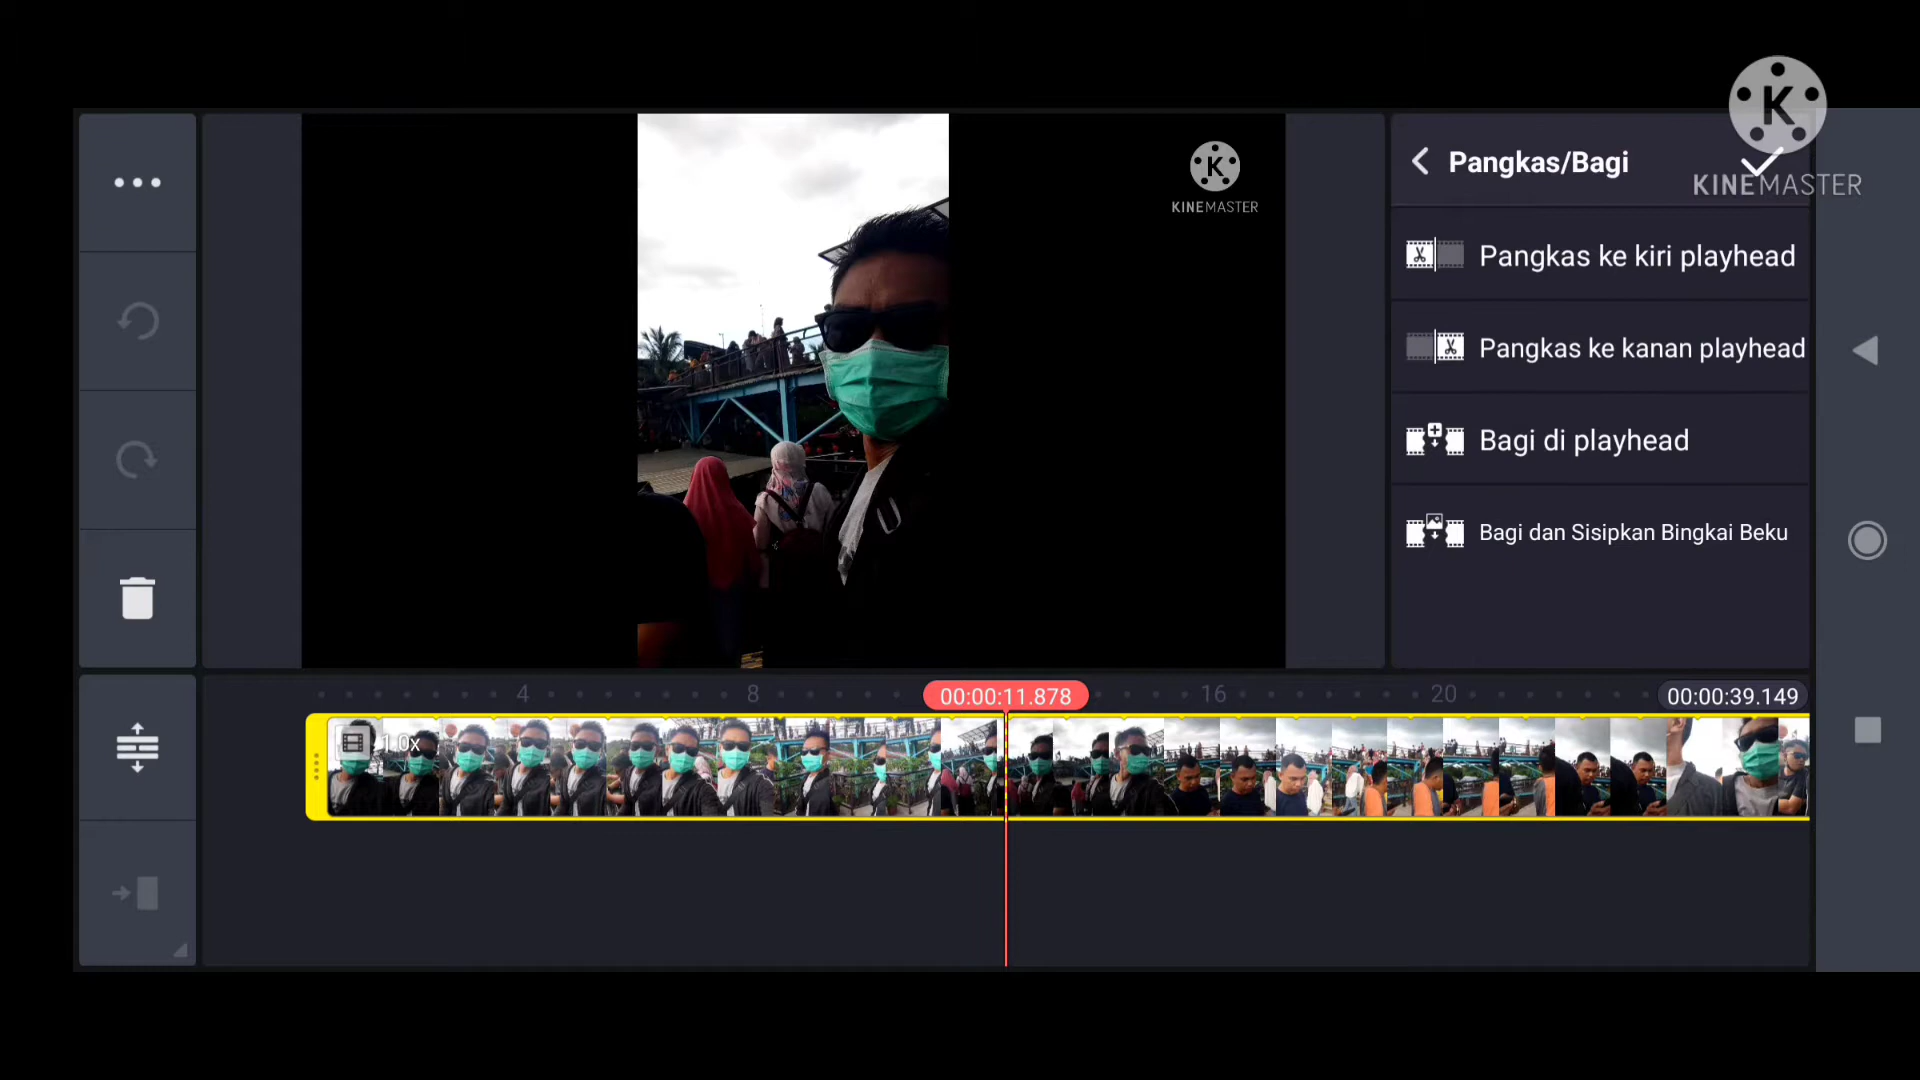 KINEMASTER
Pangkas/Bagi
KINEMASTER
Pangkas ke kiri playhead
Pangkas ke kanan playhead
Bagi di playhead
Bagi dan Sisipkan Bingkai Beku
4
8
00:00:11.878
16
20
00:00:39.149
1.0x